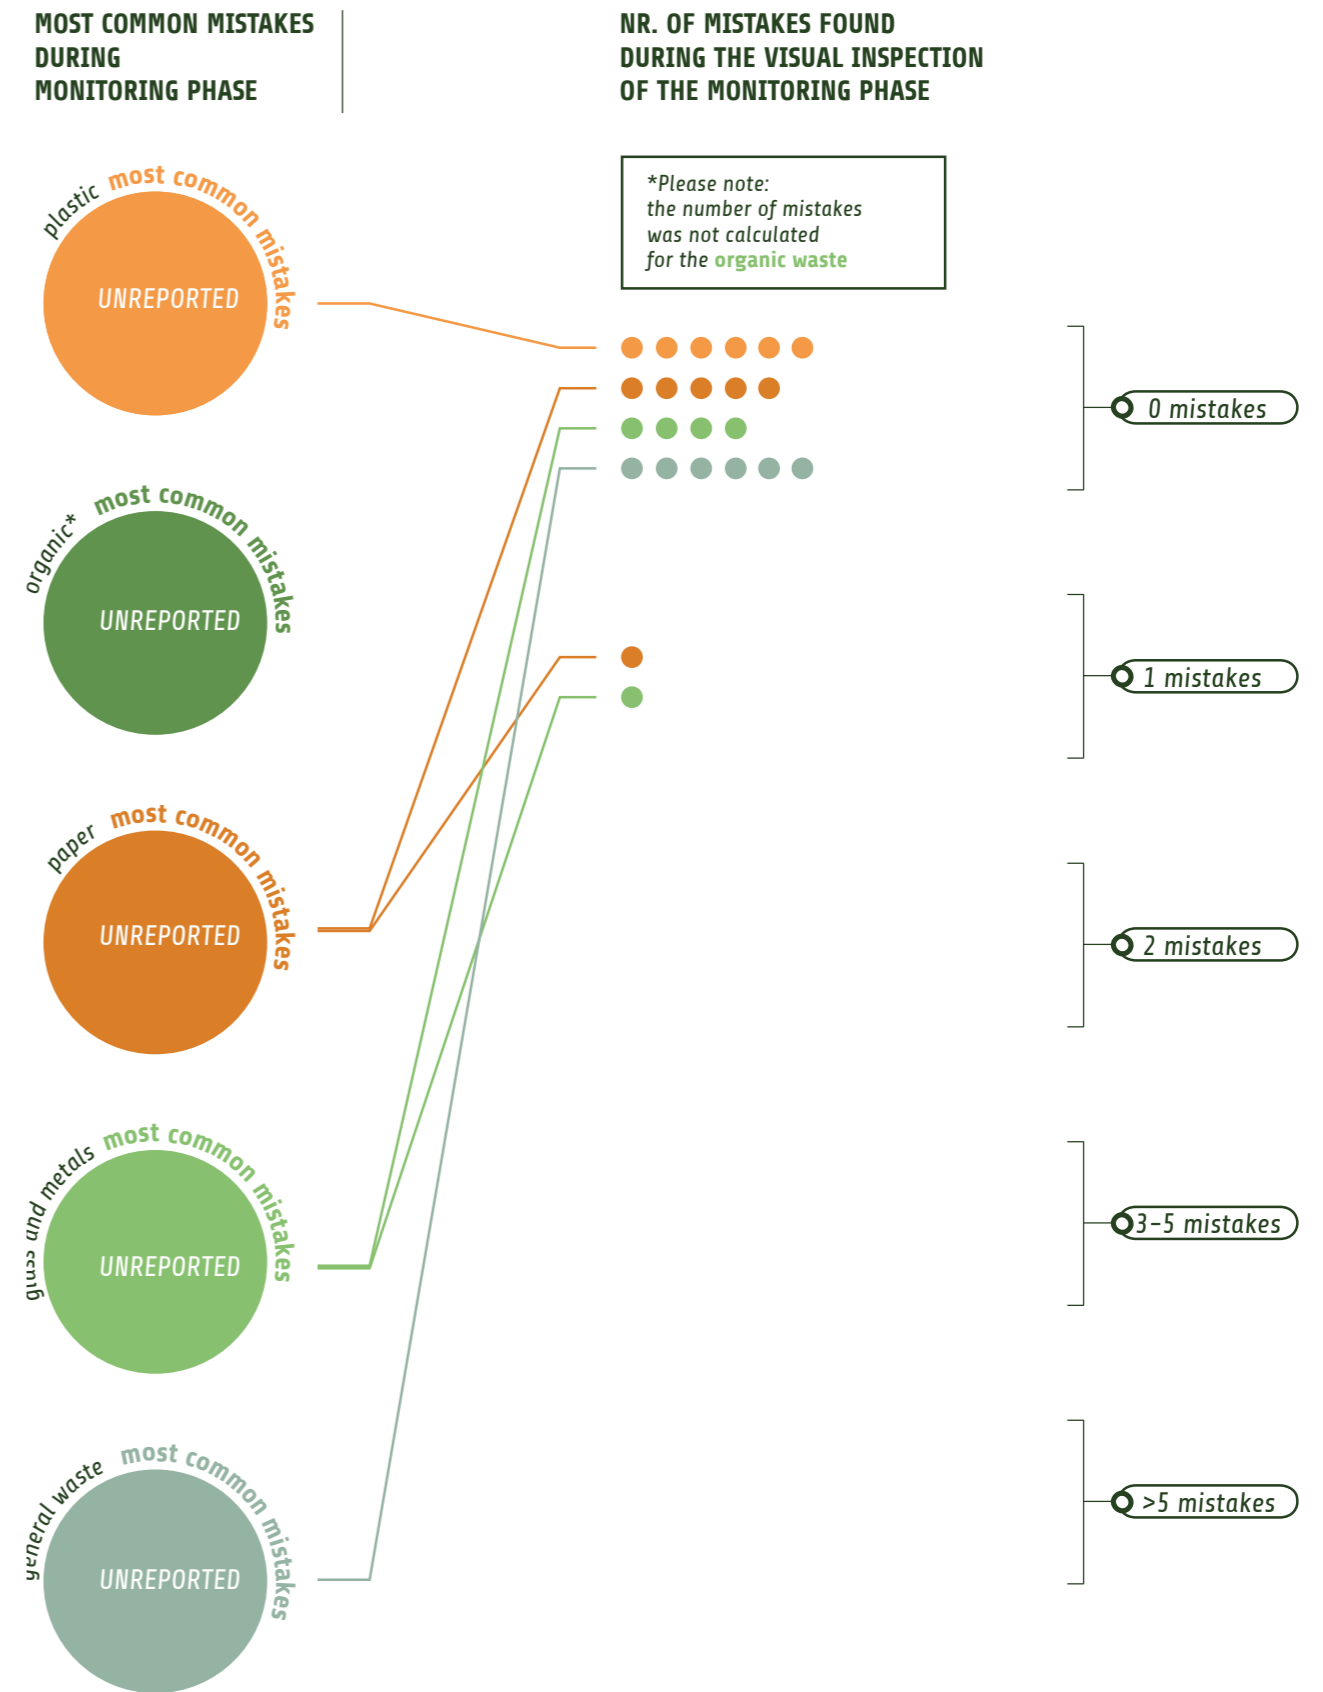 MOST COMMON MISTAKES
DURING
MONITORING PHASE
NR. OF MISTAKES FOUND
DURING THE VISUAL INSPECTION
OF THE MONITORING PHASE
*Please note:
the number of mistakes
was not calculated
for the organic waste
plastic most common mistakes
UNREPORTED
organic* most common mistakes
UNREPORTED
paper most common mistakes
UNREPORTED
glass and metals most common mistakes
UNREPORTED
general waste most common mistakes
UNREPORTED
0 mistakes
1 mistakes
2 mistakes
3-5 mistakes
>5 mistakes